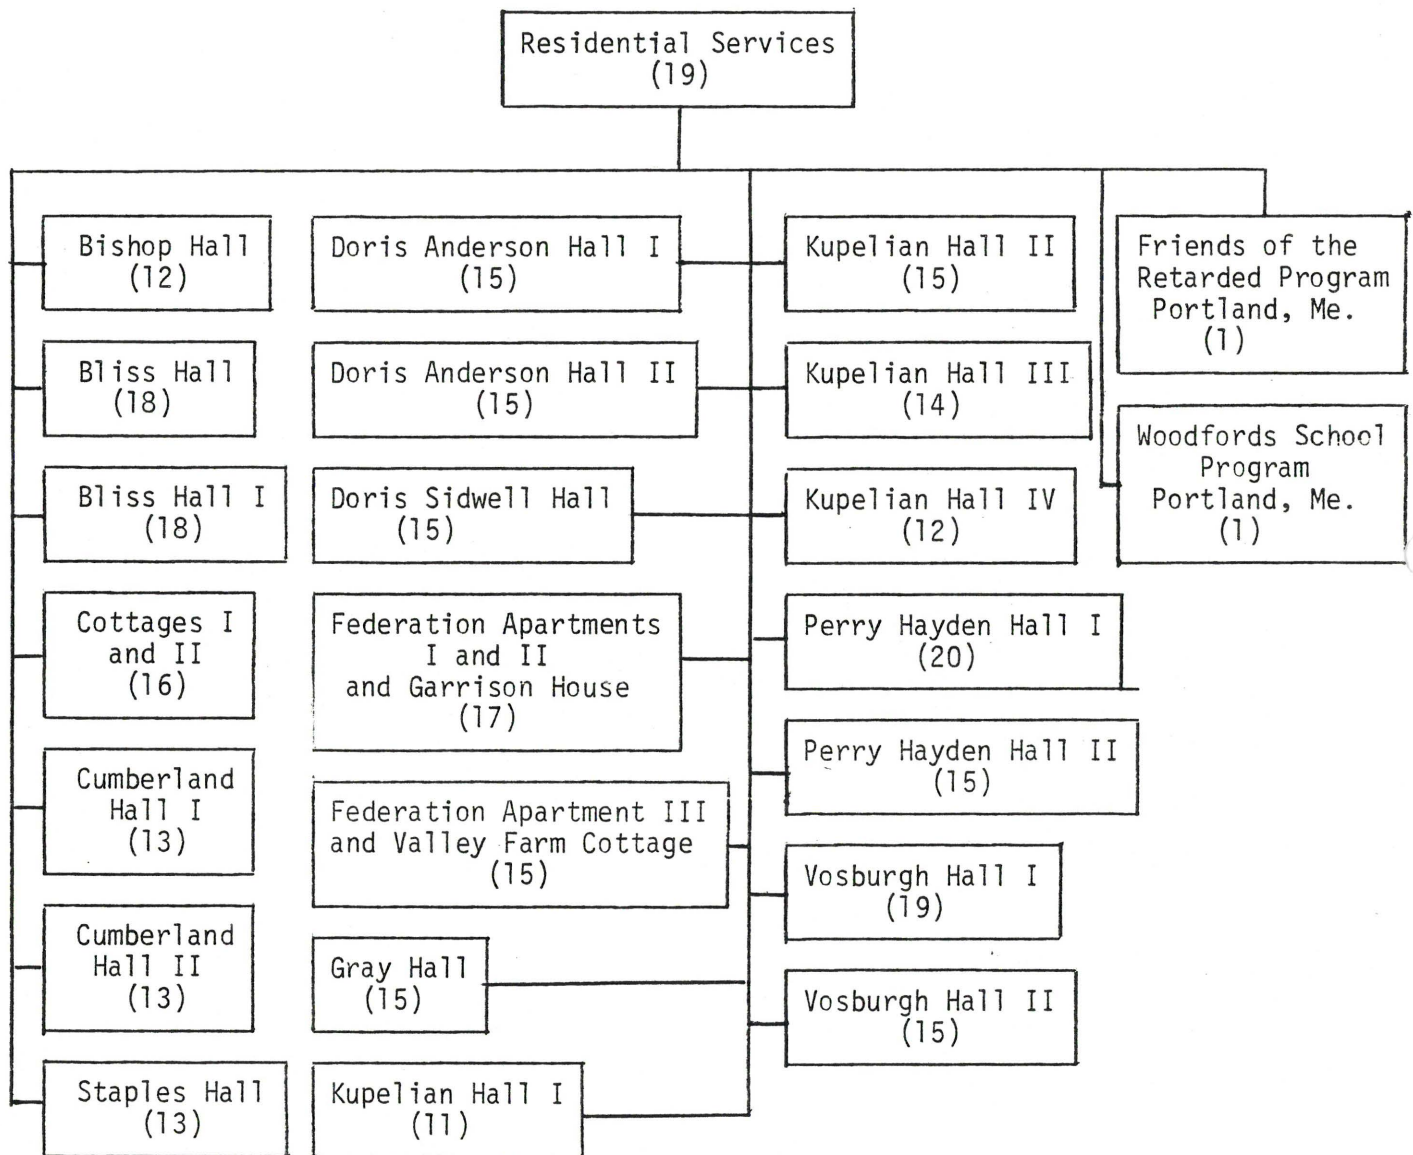 Residential Services
(19)
Bishop Hall
(12)
Bliss Hall
(18)
Bliss Hall I
(18)
Cottages I
and II
(16)
Cumberland
Hall I
(13)
Cumberland
Hall II
(13)
Staples Hall
(13)
Doris Anderson Hall I
(15)
Doris Anderson Hall II
(15)
Doris Sidwell Hall
(15)
Federation Apartments
I and II
and Garrison House
(17)
Federation Apartment III
and Valley Farm Cottage
(15)
Gray Hall
(15)
Kupelian Hall I
(11)
Kupelian Hall II
(15)
Kupelian Hall III
(14)
Kupelian Hall IV
(12)
Perry Hayden Hall I
(20)
Perry Hayden Hall II
(15)
Vosburgh Hall I
(19)
Vosburgh Hall II
(15)
Friends of the
Retarded Program
Portland, Me.
(1)
Woodfords School
Program
Portland, Me.
(1)